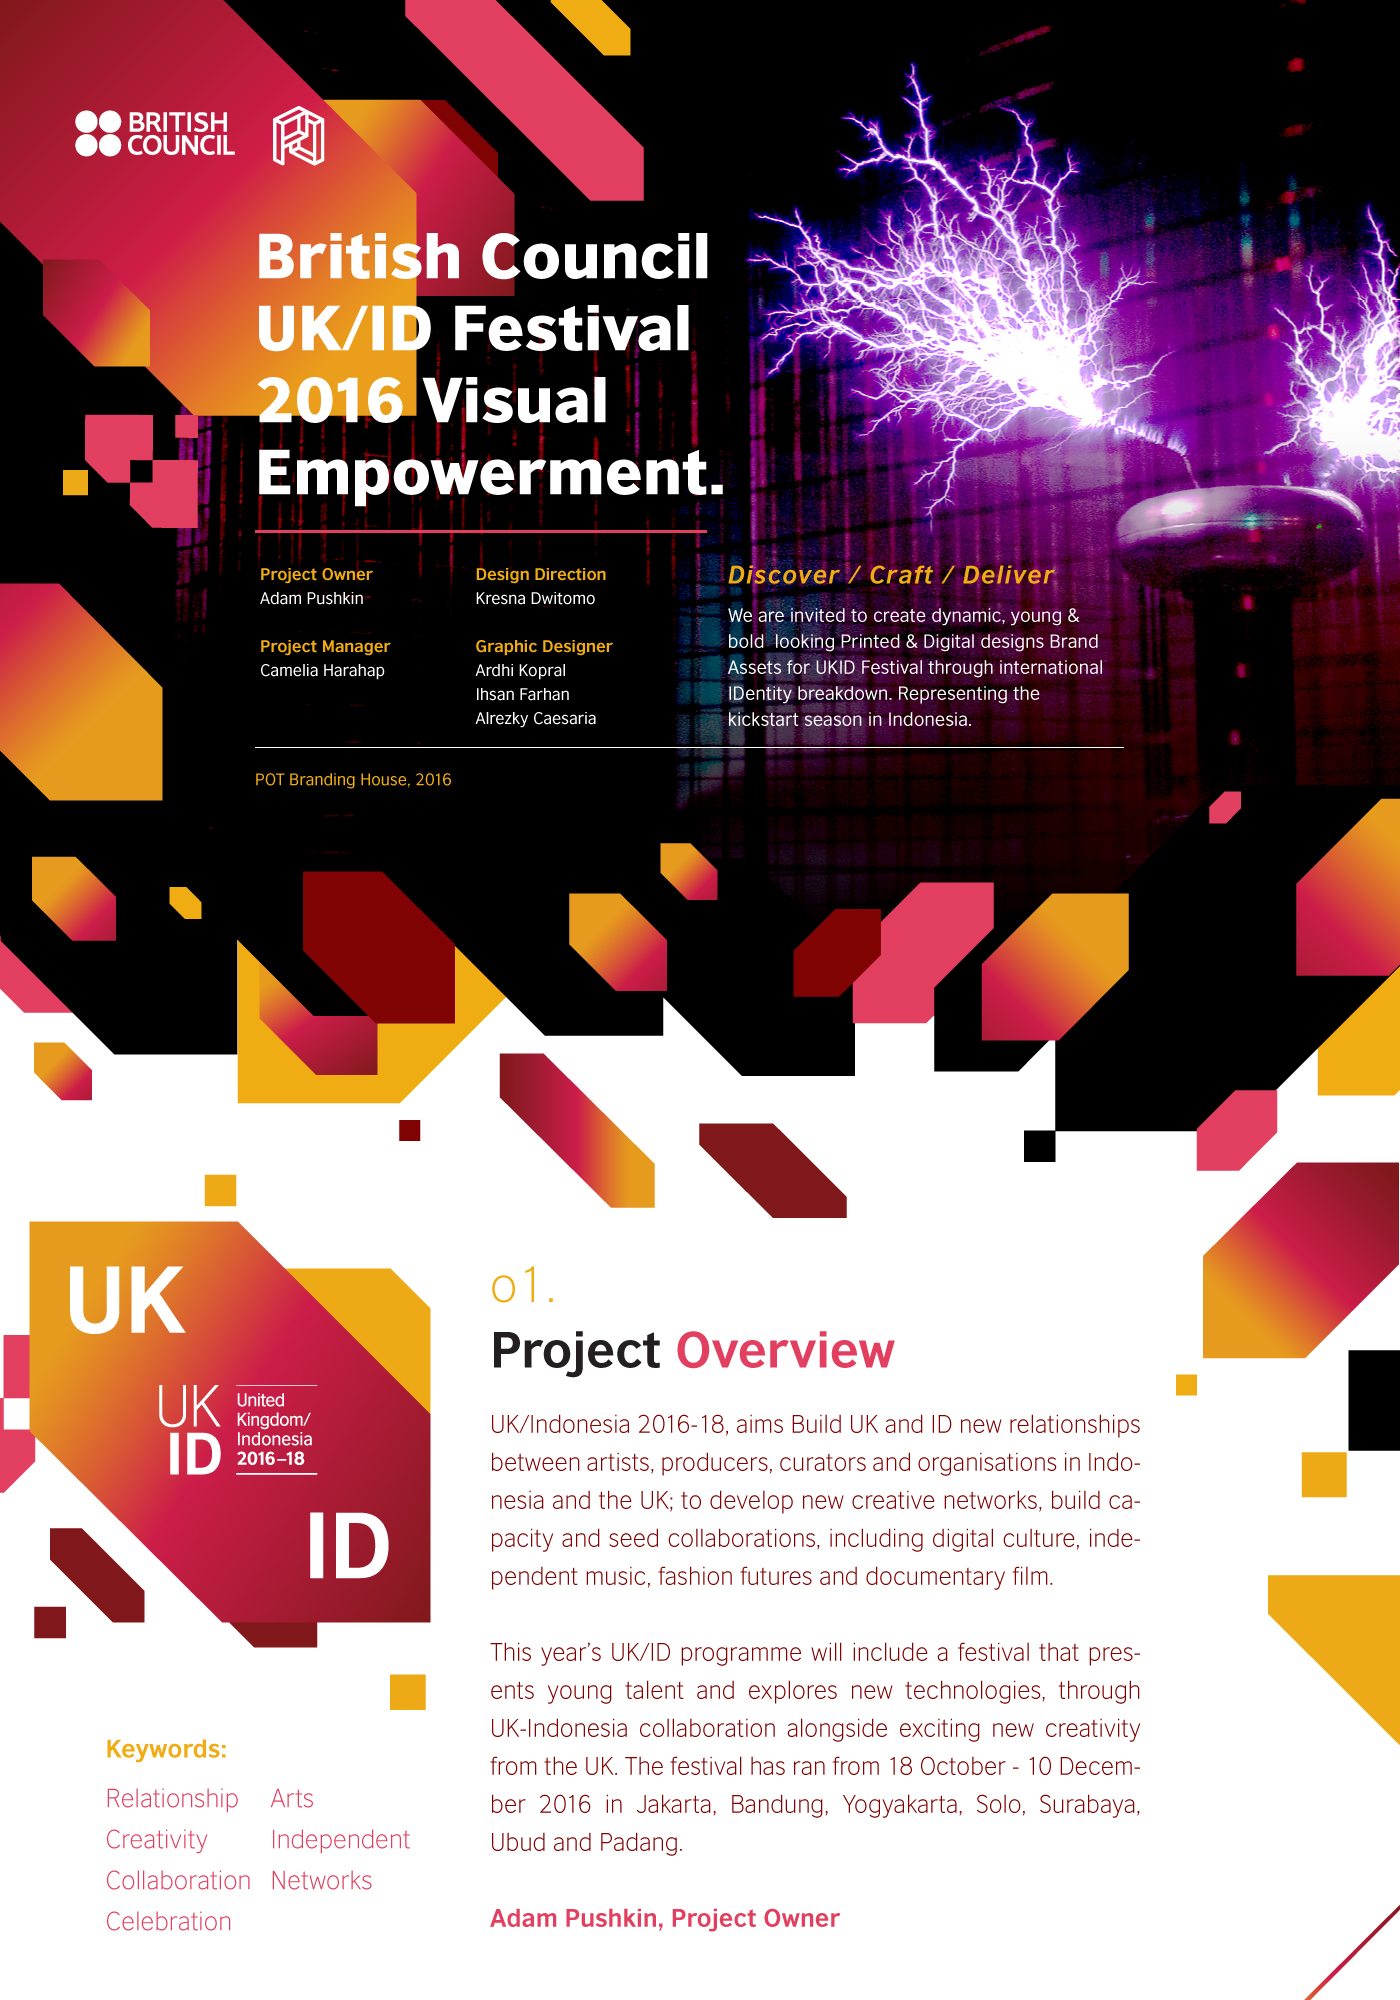 BRITISH
COUNCIL
British Council
UK/ID Festival
2016 Visual
Empowerment.
Project Owner
Adam Pushkin
Project Manager
Camelia Harahap
Design Direction
Kresna Dwitomo
Graphic Designer
Ardhi Kopral
Ihsan Farhan
Alrezky Caesaria
Discover / Craft / Deliver
We are invited to create dynamic, young &
bold  looking Printed & Digital designs Brand
Assets for UKID Festival through international
IDentity breakdown. Representing the
kickstart season in Indonesia.
POT Branding House, 2016
UK
UK
ID
United
Kingdom/
Indonesia
2016–18
ID
Keywords:
Relationship
Creativity
Collaboration
Celebration
Arts
Independent
Networks
01.
Project Overview
UK/Indonesia 2016-18, aims Build UK and ID new relationships
between artists, producers, curators and organisations in Indo-
nesia and the UK; to develop new creative networks, build ca-
pacity and seed collaborations, including digital culture, inde-
pendent music, fashion futures and documentary film.
This year’s UK/ID programme will include a festival that pres-
ents young talent and explores new technologies, through
UK-Indonesia collaboration alongside exciting new creativity
from the UK. The festival has ran from 18 October - 10 Decem-
ber 2016 in Jakarta, Bandung, Yogyakarta, Solo, Surabaya,
Ubud and Padang.
Adam Pushkin, Project Owner